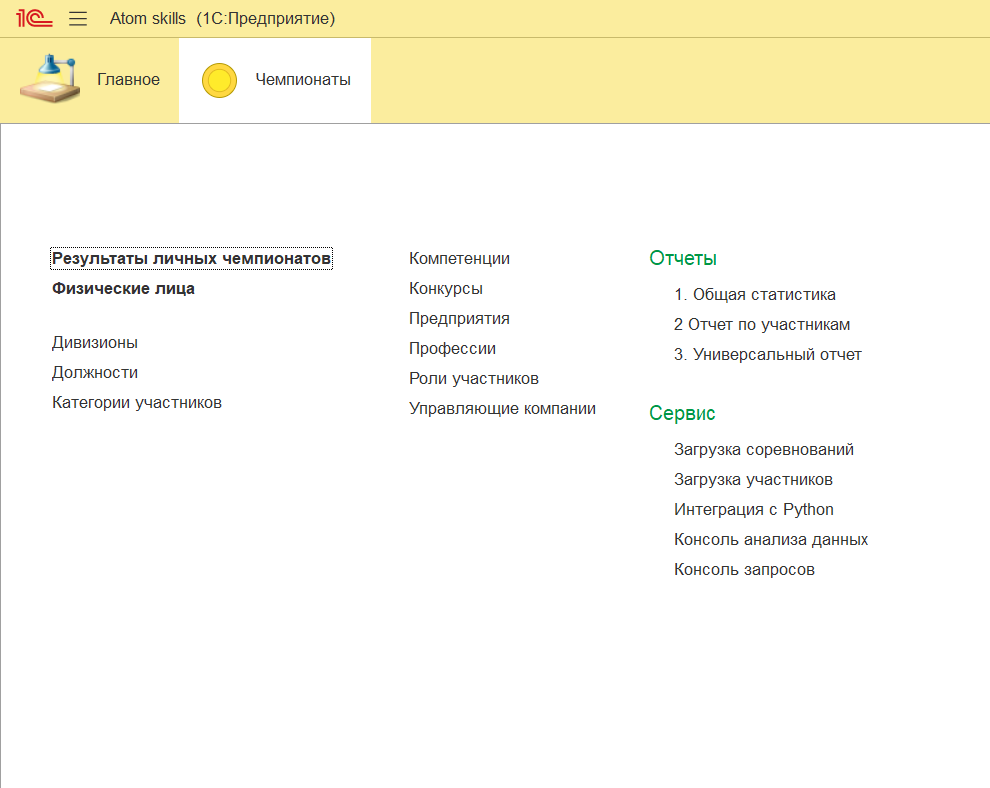 1С Atom skills (1С:Предприятие)
Главное
Чемпионаты
Результаты личных чемпионатов
Физические лица
Дивизионы
Должности
Категории участников
Компетенции
Конкурсы
Предприятия
Профессии
Роли участников
Управляющие компании
Отчеты
1. Общая статистика
2 Отчет по участникам
3. Универсальный отчет
Сервис
Загрузка соревнований
Загрузка участников
Интеграция с Python
Консоль анализа данных
Консоль запросов